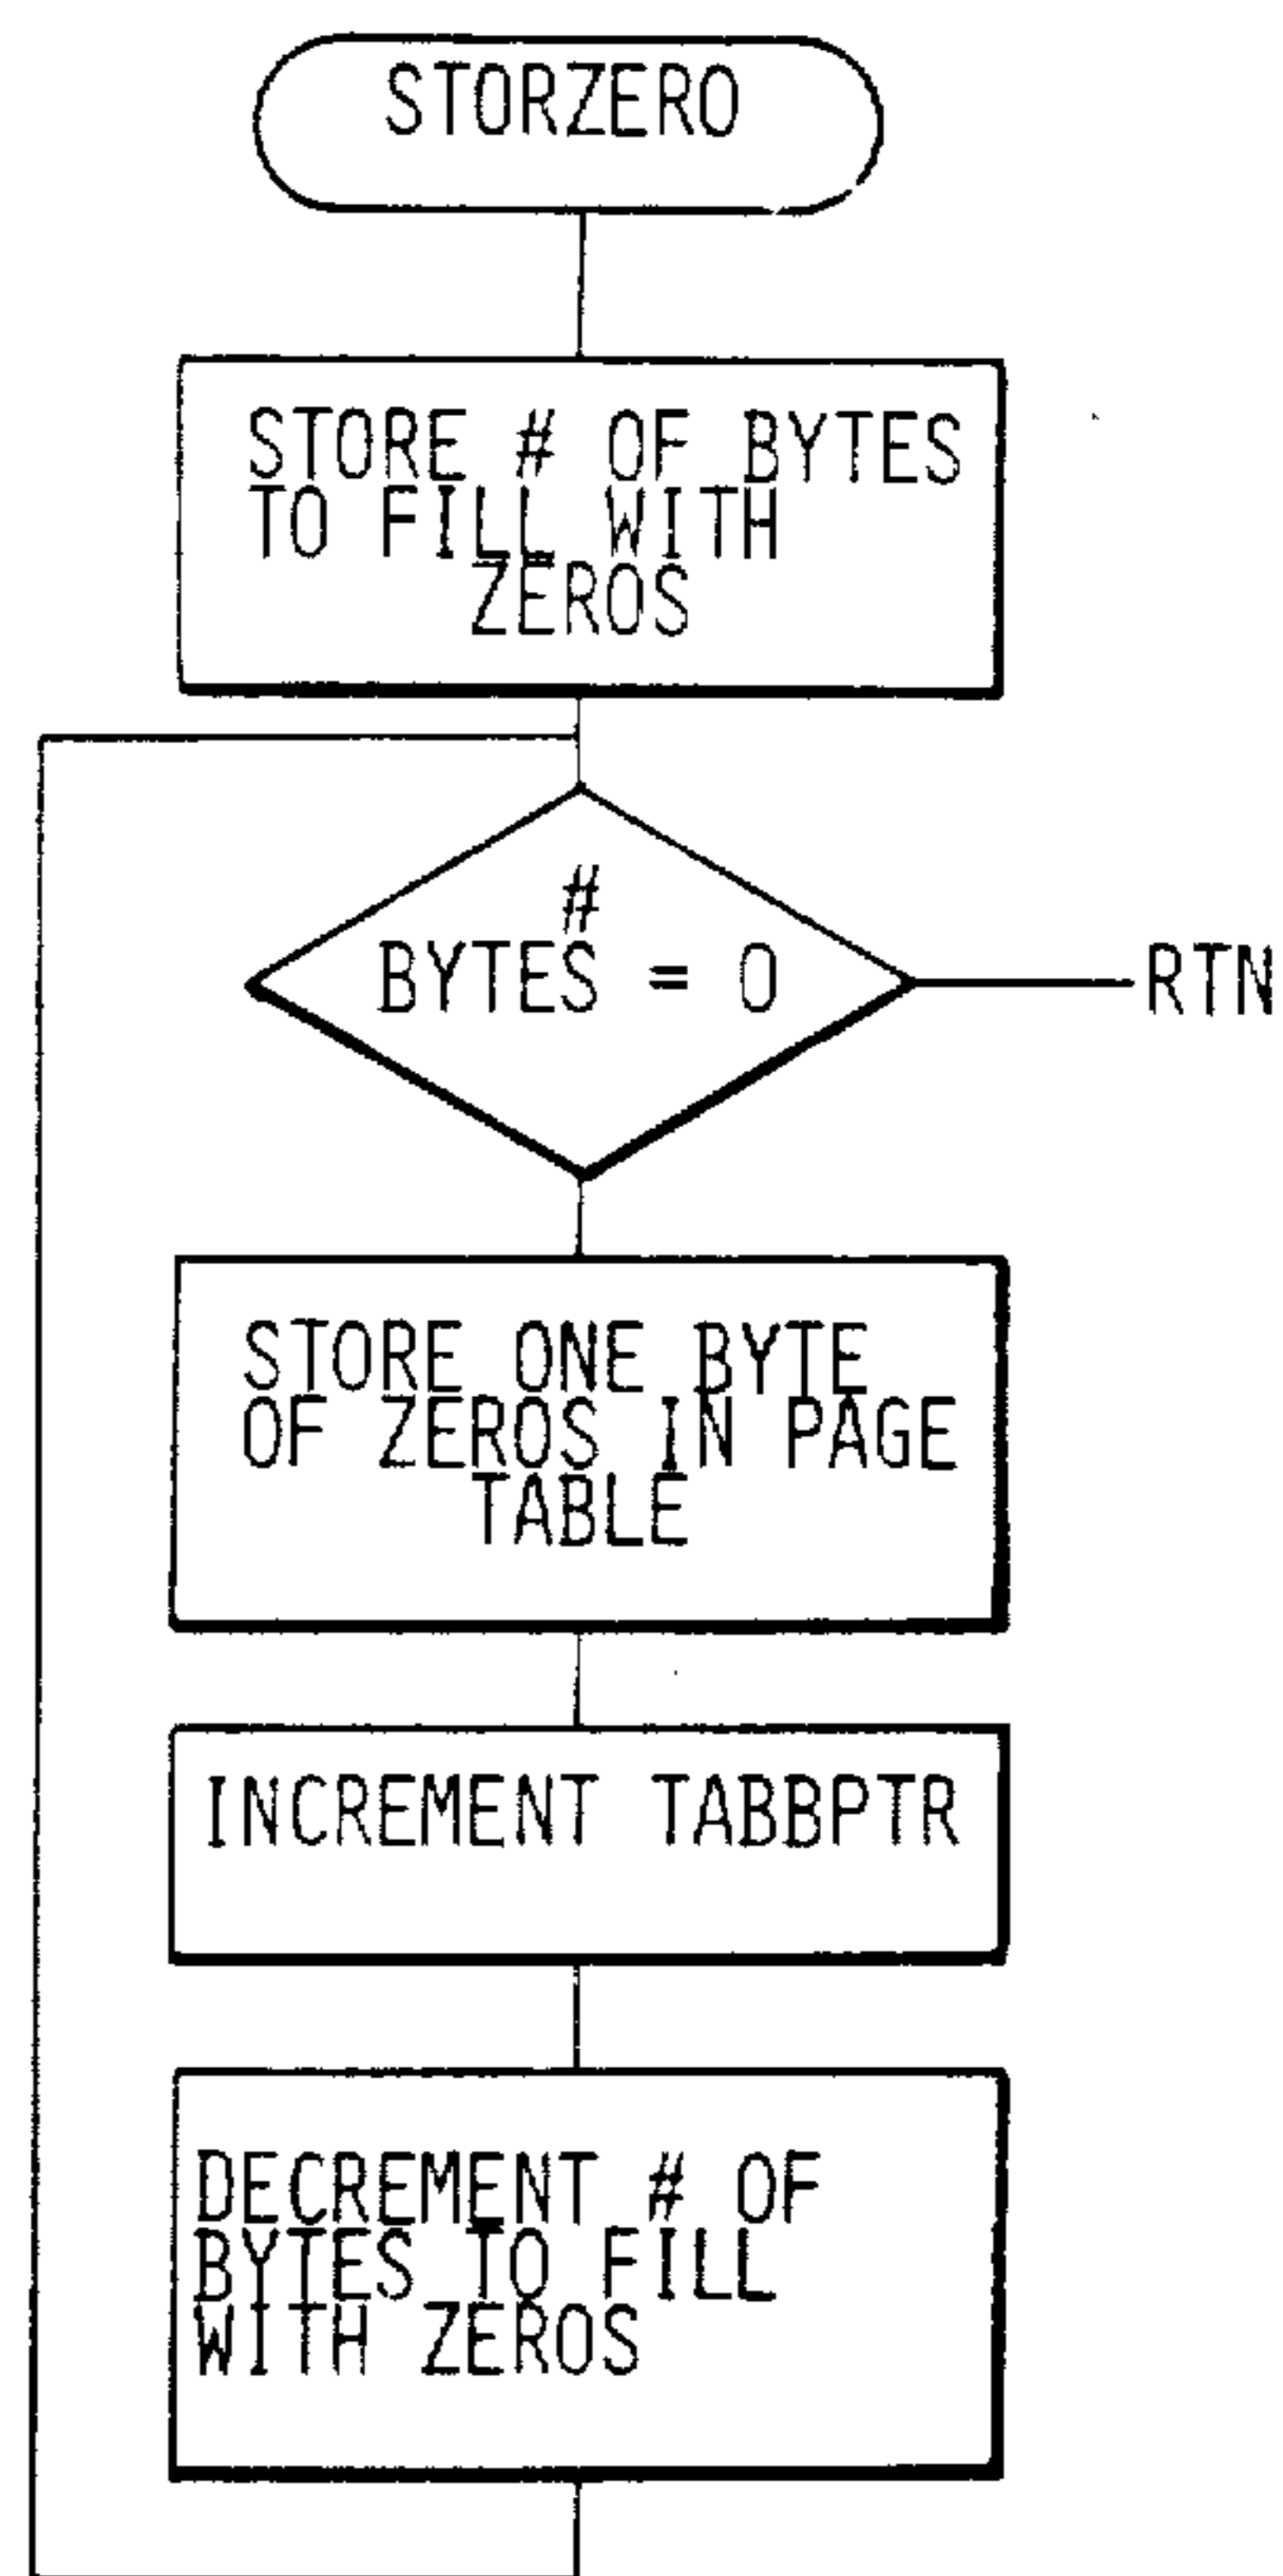 STORZERO
STORE # OF BYTES
TO FILL WITH
ZEROS
#
BYTES = 0
RTN
STORE ONE BYTE
OF ZEROS IN PAGE
TABLE
INCREMENT TABBPTR
DECREMENT # OF
BYTES TO FILL
WITH ZEROS